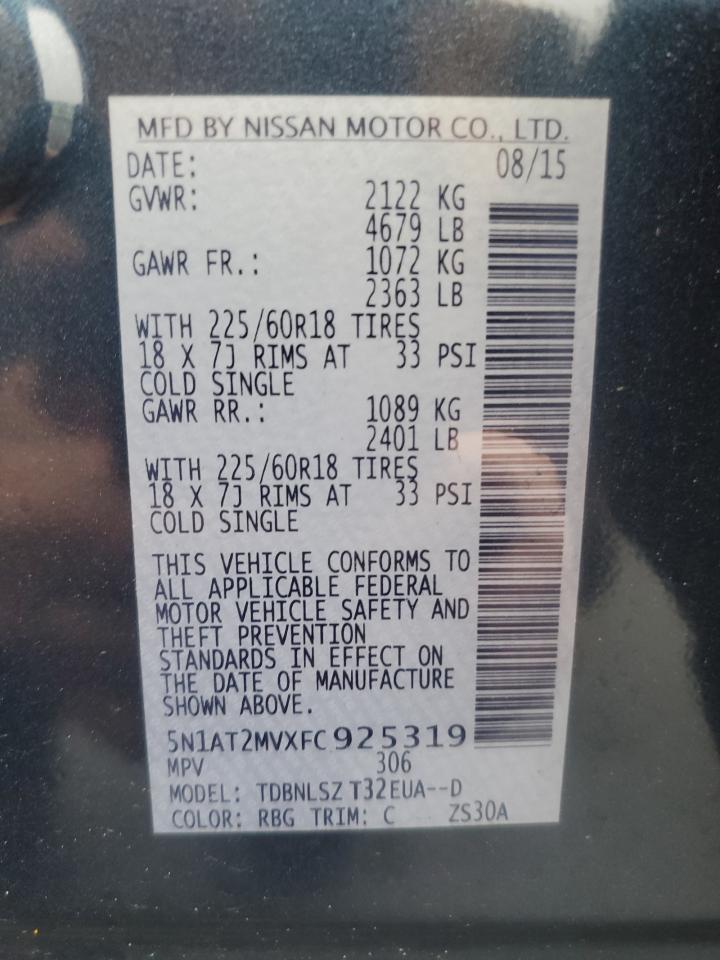 MFD BY NISSAN MOTOR CO., LTD.
DATE: 08/15
GVWR: 2122 KG
4679 LB
GAWR FR.: 1072 KG
2363 LB
WITH 225/60R18 TIRES
18 X 7J RIMS AT 33 PSI
COLD SINGLE
GAWR RR.: 1089 KG
2401 LB
WITH 225/60R18 TIRES
18 X 7J RIMS AT 33 PSI
COLD SINGLE
THIS VEHICLE CONFORMS TO
ALL APPLICABLE FEDERAL
MOTOR VEHICLE SAFETY AND
THEFT PREVENTION
STANDARDS IN EFFECT ON
THE DATE OF MANUFACTURE
SHOWN ABOVE.
5N1AT2MVXFC925319
MPV 306
MODEL: TDBNLSZ T32EUA--D
COLOR: RBG TRIM: C ZS30A